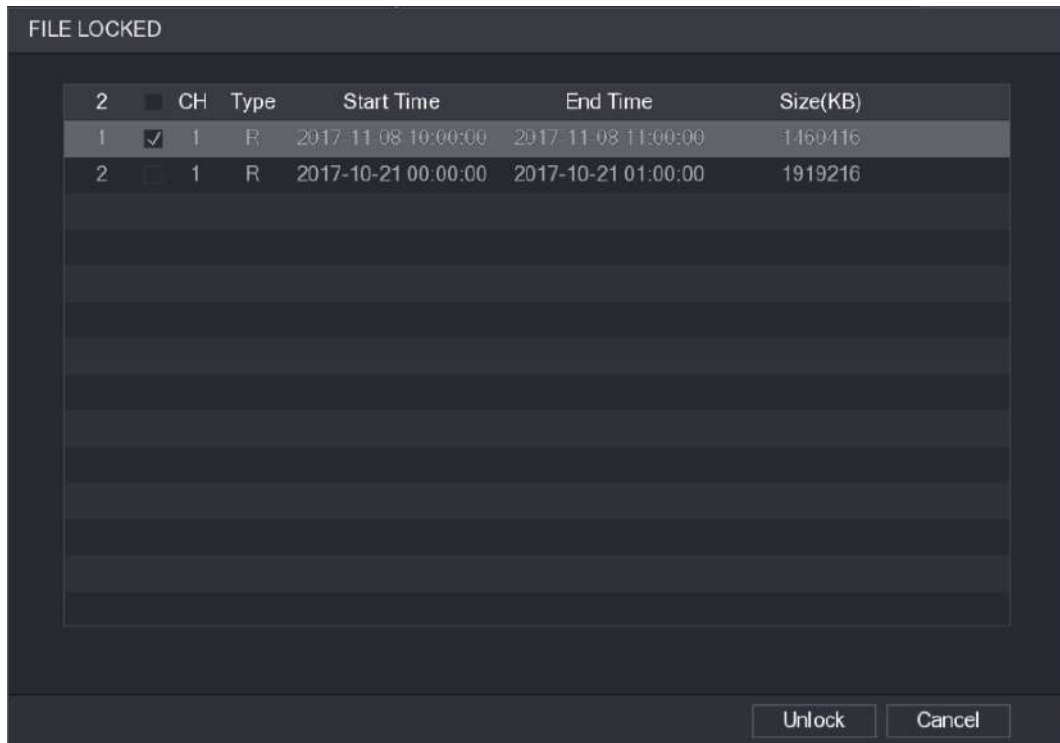 FILE LOCKED
2 CH Type Start Time End Time Size(KB)
1 1 R 2017-11-08 10:00:00 2017-11-08 11:00:00 1460416
2 1 R 2017-10-21 00:00:00 2017-10-21 01:00:00 1919216
Unlock Cancel